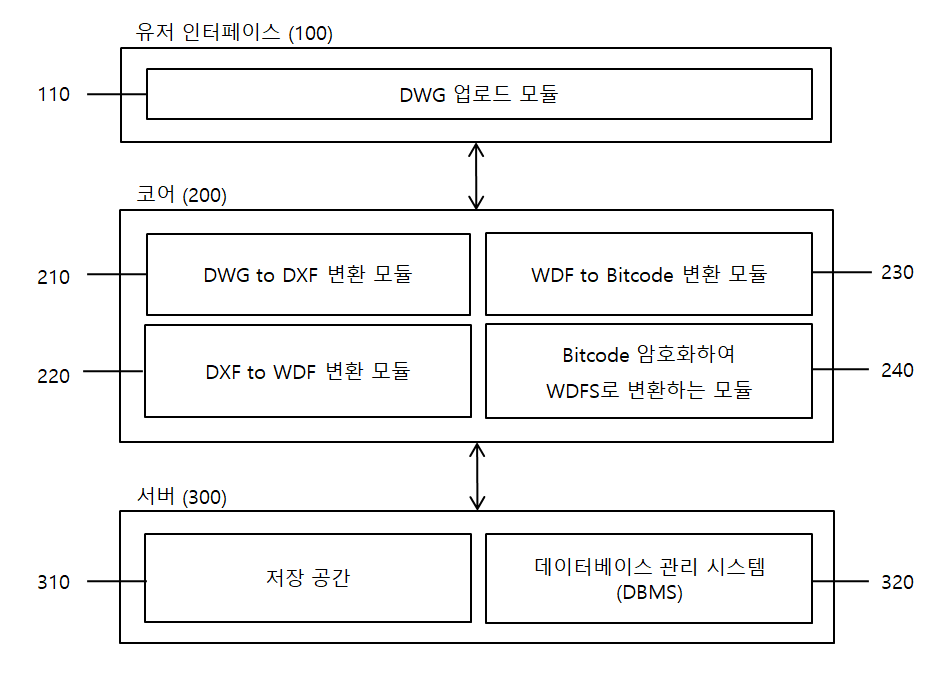 유저 인터페이스 (100)
110
DWG 업로드 모듈
코어 (200)
210
DWG to DXF 변환 모듈
WDF to Bitcode 변환 모듈
230
220
DXF to WDF 변환 모듈
Bitcode 암호화하여
WDFS로 변환하는 모듈
240
서버 (300)
310
저장 공간
데이터베이스 관리 시스템
(DBMS)
320